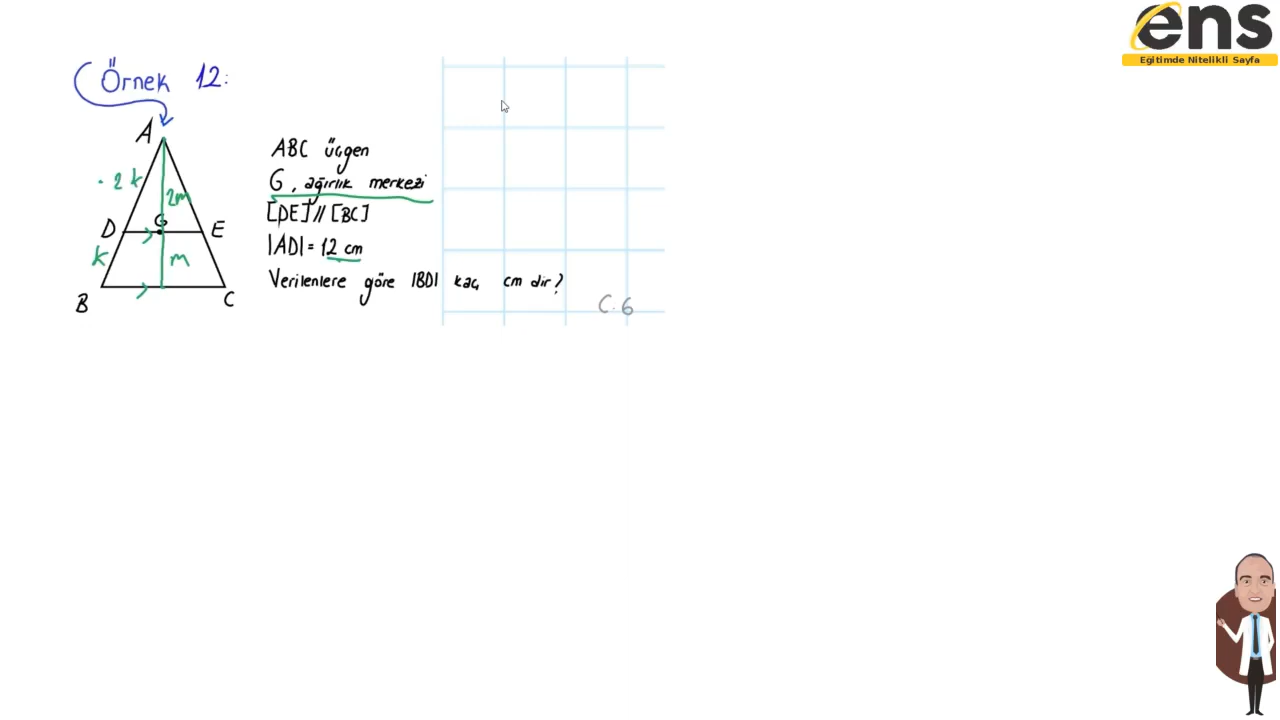 ens
Eğitimde Nitelikli Sayfa
Örnek 12:
A
2k
2m
D
G
E
k
m
B
C
ABC üçgen
G, ağırlık merkezi
[DE] // [BC]
|AD| = 12 cm
Verilenlere göre |BD| kaç cm dir?
C.6